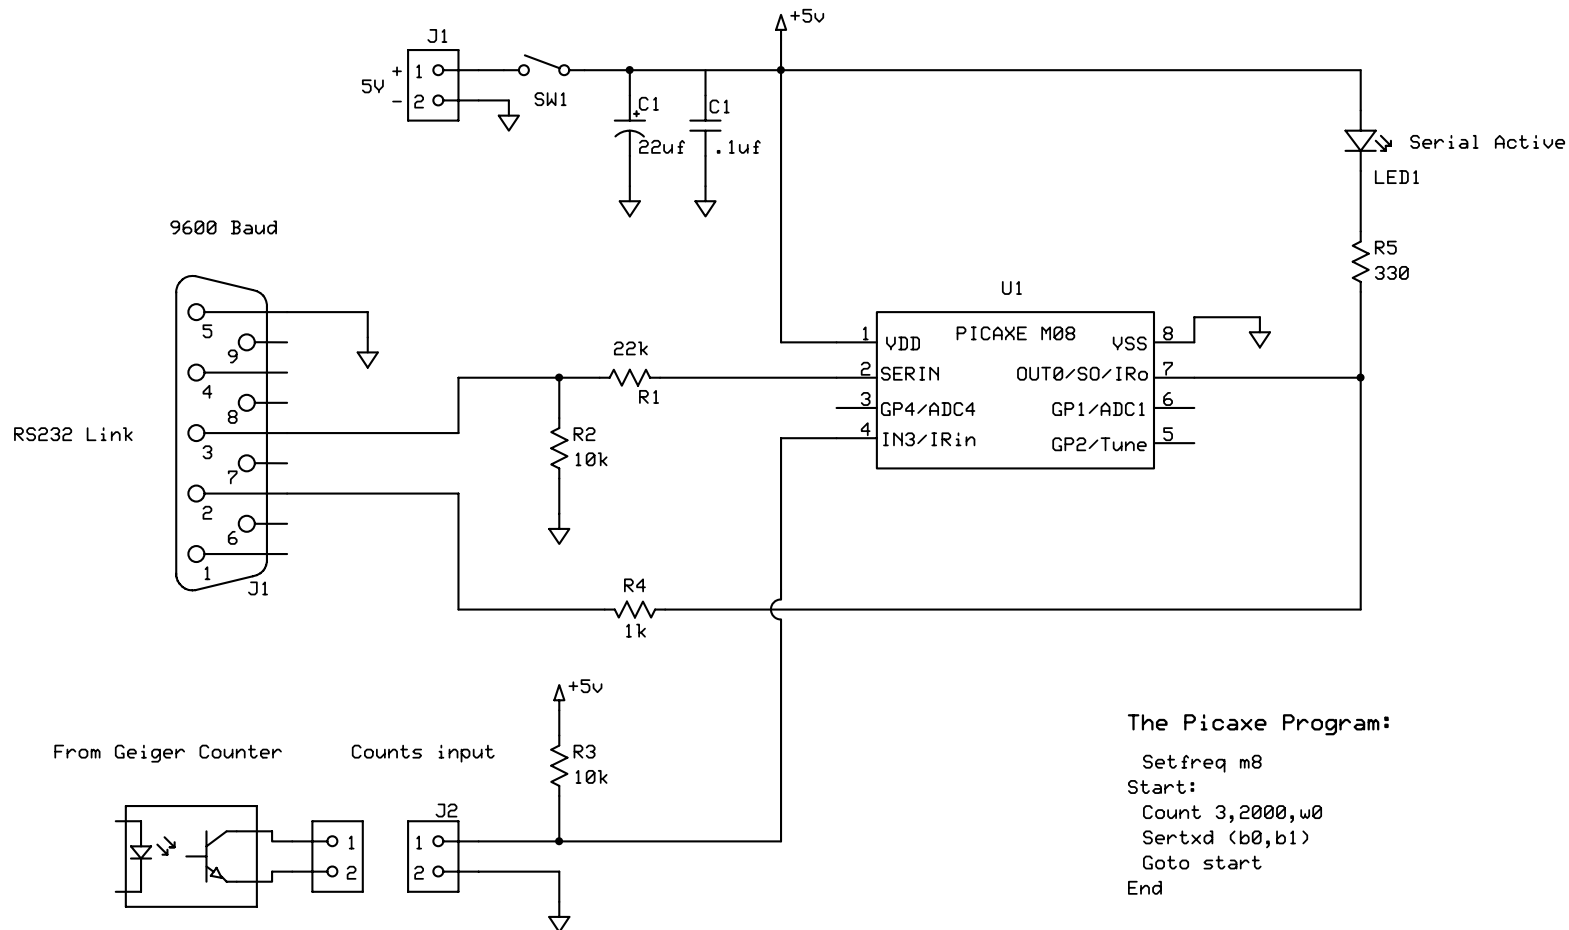 +5v
J1
+ 1
5V
- 2
SW1
+ C1
22uf
C1
.1uf
Serial Active
LED1
R5
330
9600 Baud
RS232 Link
5
9
4
8
3
7
2
6
1
J1
22k
R1
R2
10k
U1
PICAXE M08
1 VDD
2 SERIN
3 GP4/ADC4
4 IN3/IRin
VSS 8
OUT0/SO/IRo 7
GP1/ADC1 6
GP2/Tune 5
R4
1k
+5v
R3
10k
From Geiger Counter
Counts input
1
2
J2
1
2
The Picaxe Program:
Setfreq m8
Start:
Count 3,2000,w0
Sertxd (b0,b1)
Goto start
End